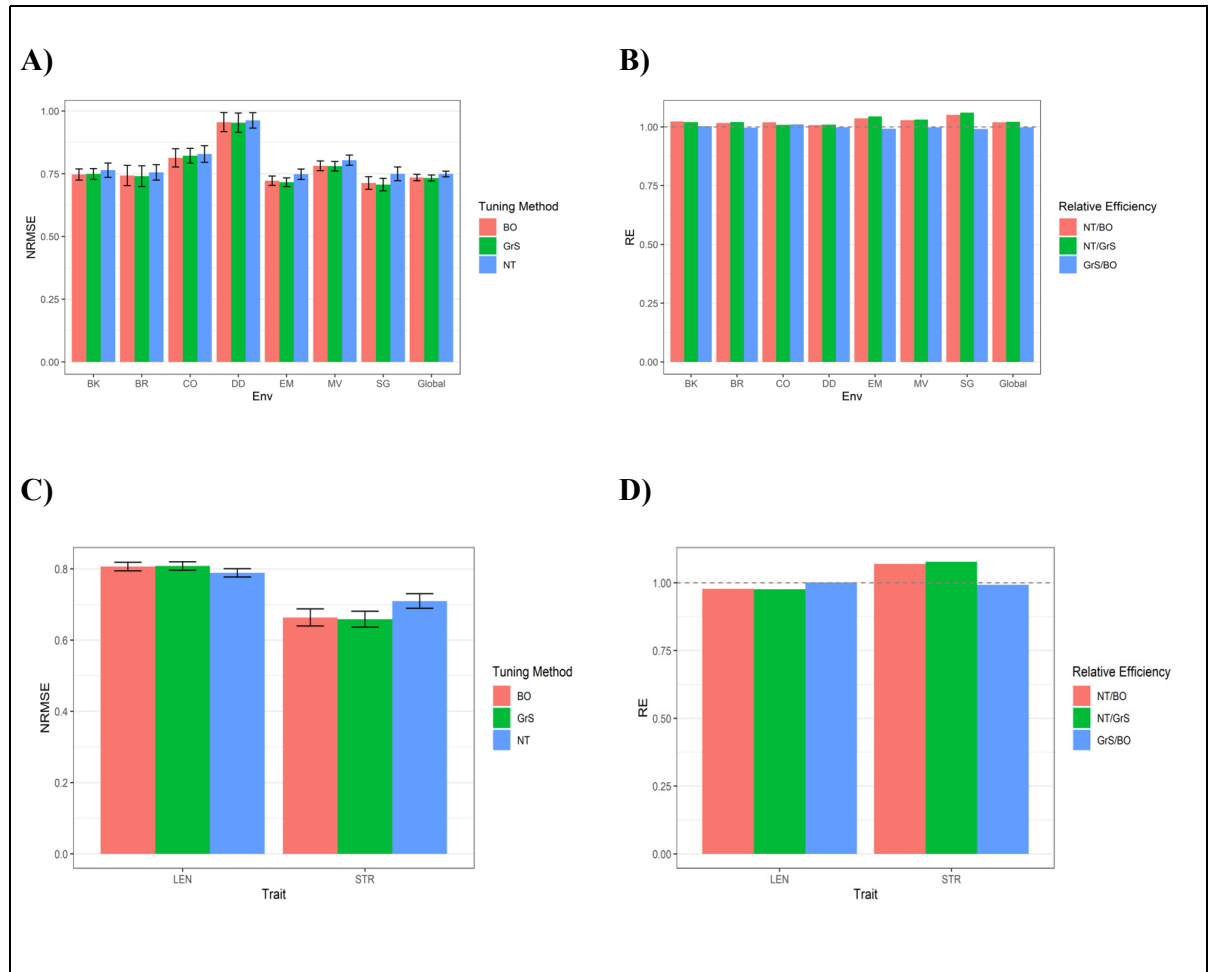 A)
B)
1.00
0.75
0.50
0.25
0.00
NRMSE
BK BR CO DD EM MV SG Global
Env
Tuning Method
BO
GrS
NT
1.00
0.75
0.50
0.25
0.00
RE
BK BR CO DD EM MV SG Global
Env
Relative Efficiency
NT/BO
NT/GrS
GrS/BO
C)
D)
0.8
0.6
0.4
0.2
0.0
NRMSE
LEN STR
Trait
Tuning Method
BO
GrS
NT
1.00
0.75
0.50
0.25
0.00
RE
LEN STR
Trait
Relative Efficiency
NT/BO
NT/GrS
GrS/BO